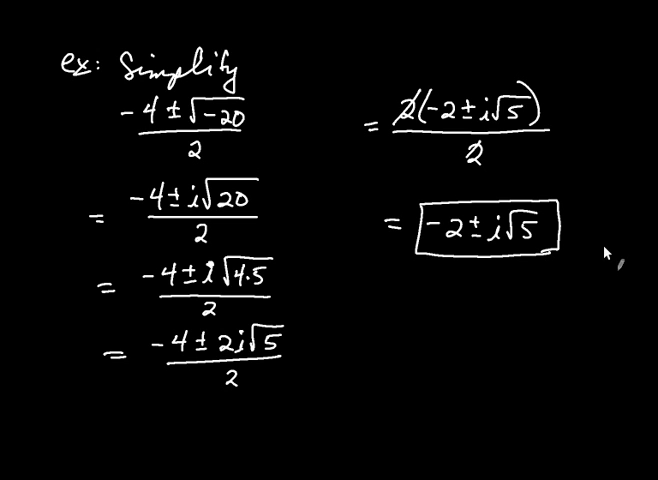 ex: Simplify
-4 ± √-20
2
= -4 ± i√20
2
= -4 ± i√4·5
2
= -4 ± 2i√5
2
= 2(-2 ± i√5)
2
= -2 ± i√5